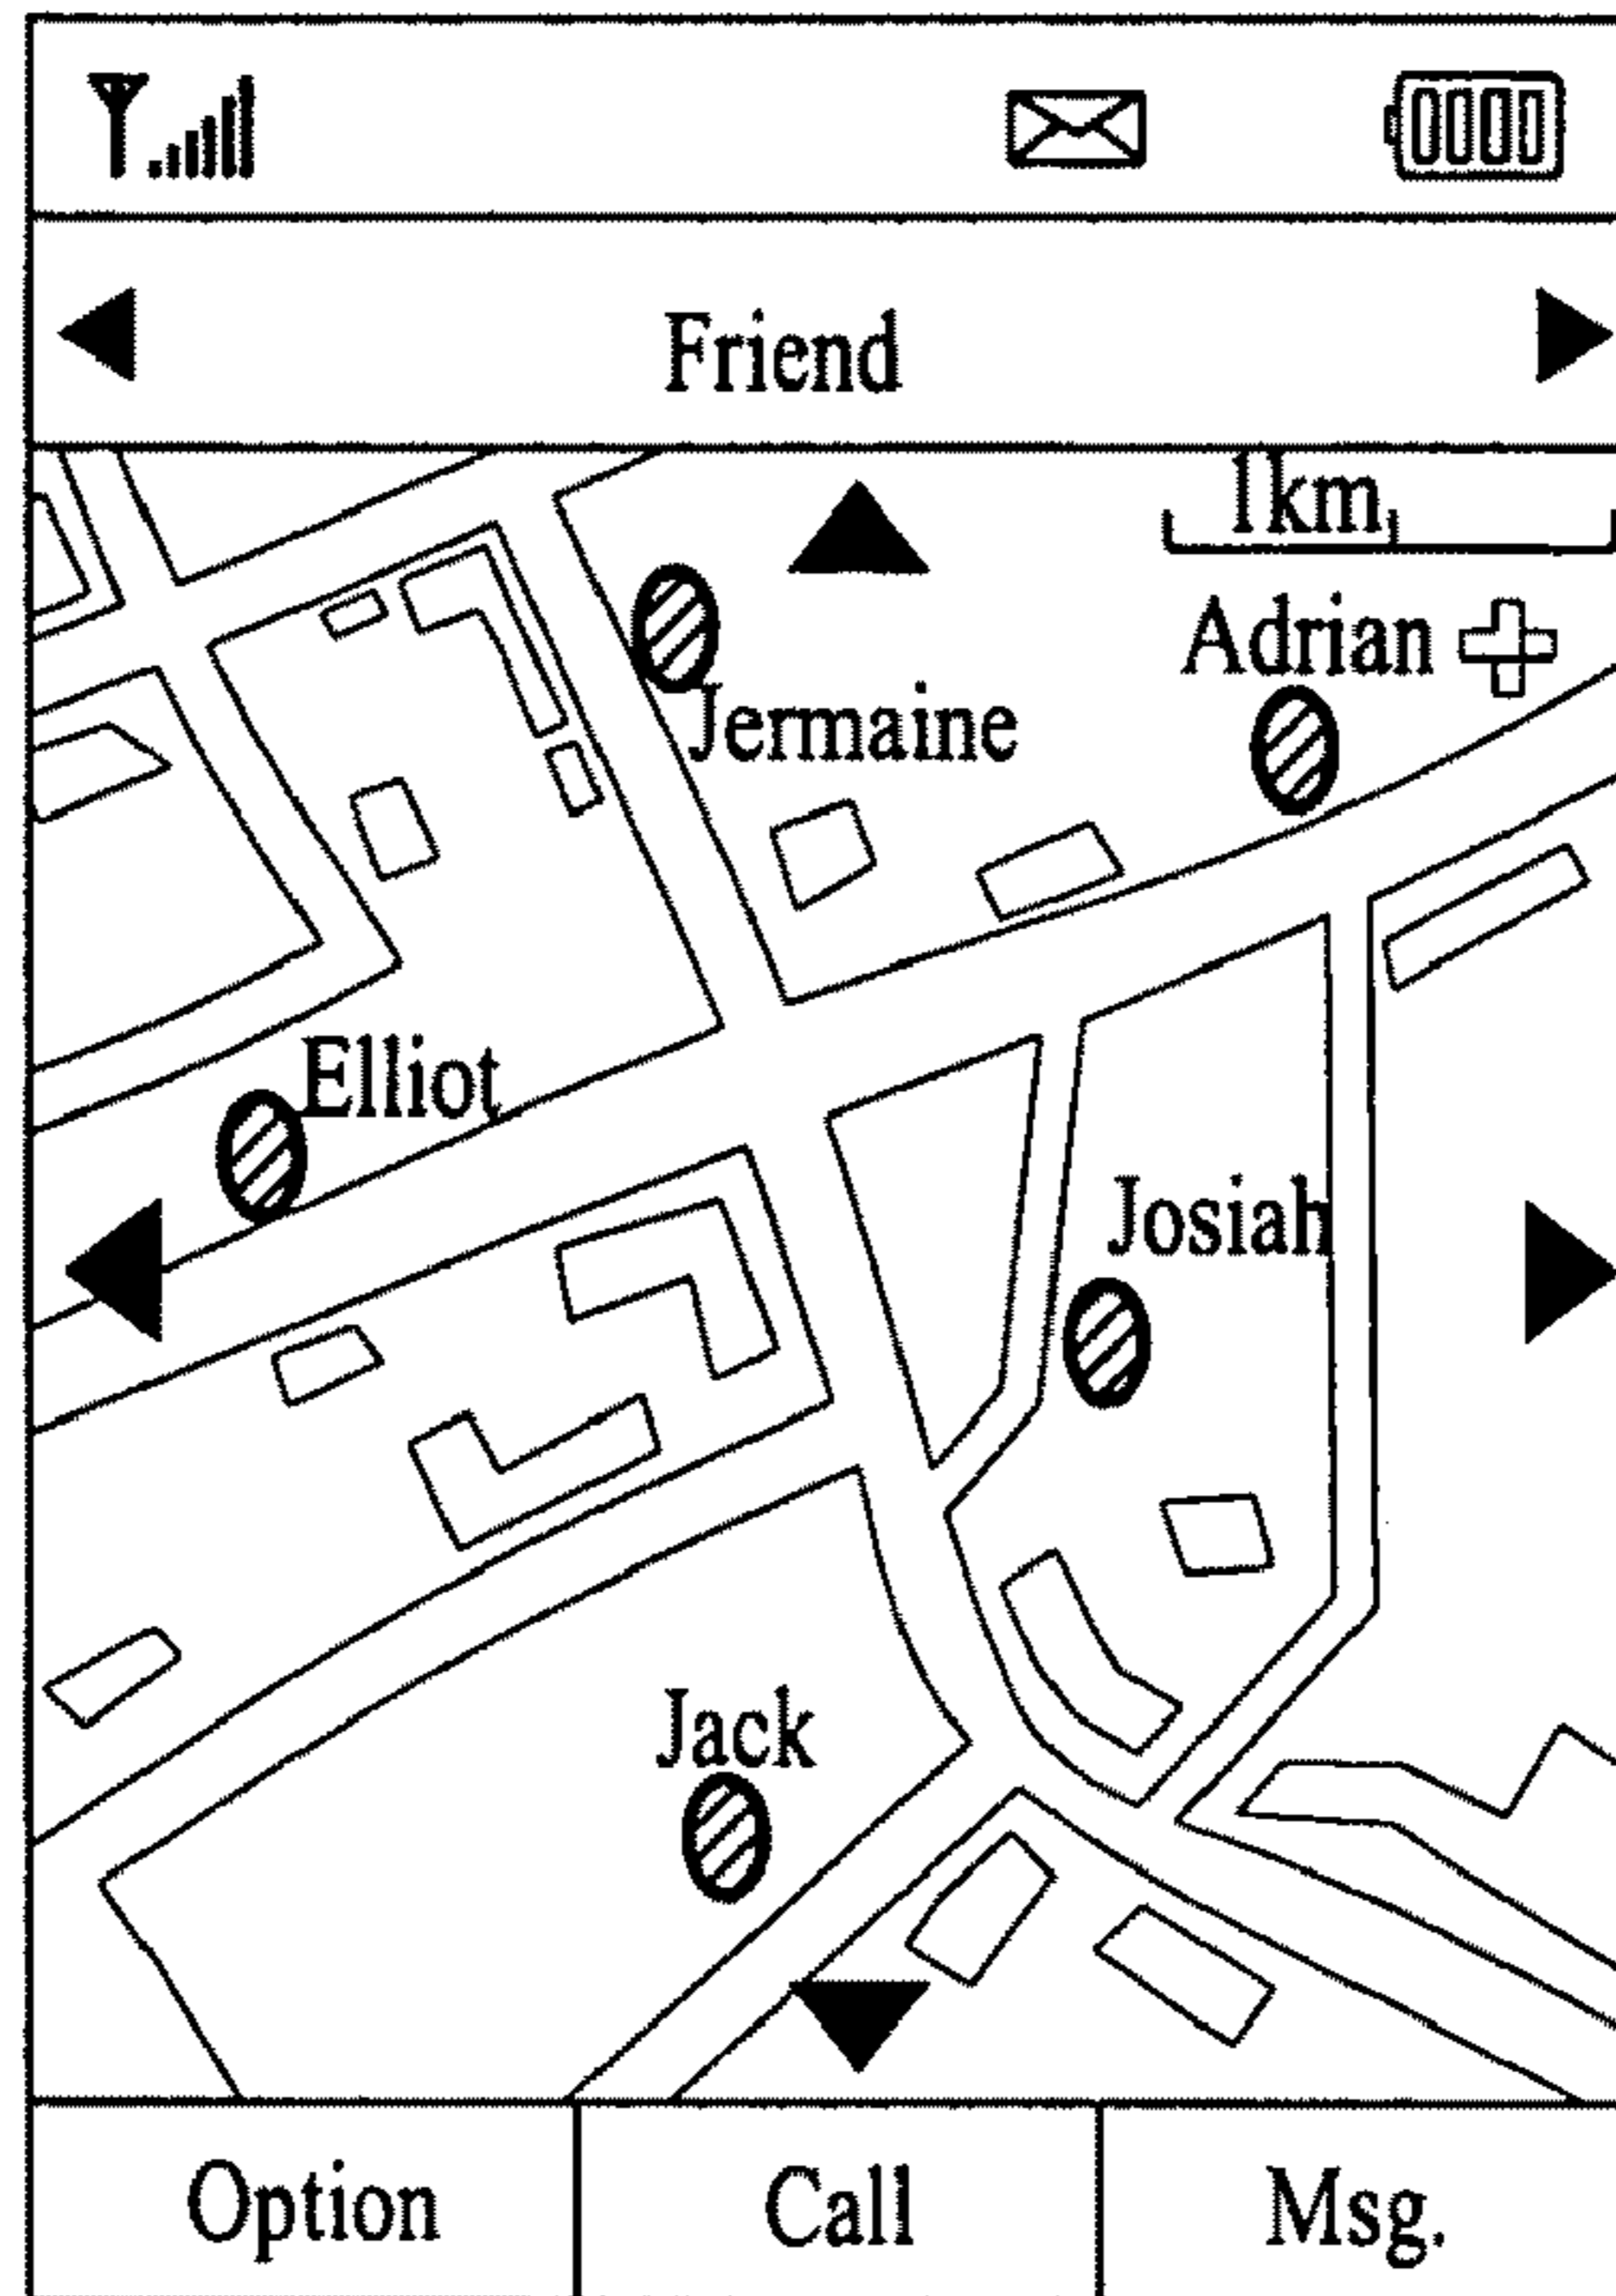 Friend
1km
Adrian
Jermaine
Elliot
Josiah
Jack
Option Call Msg.